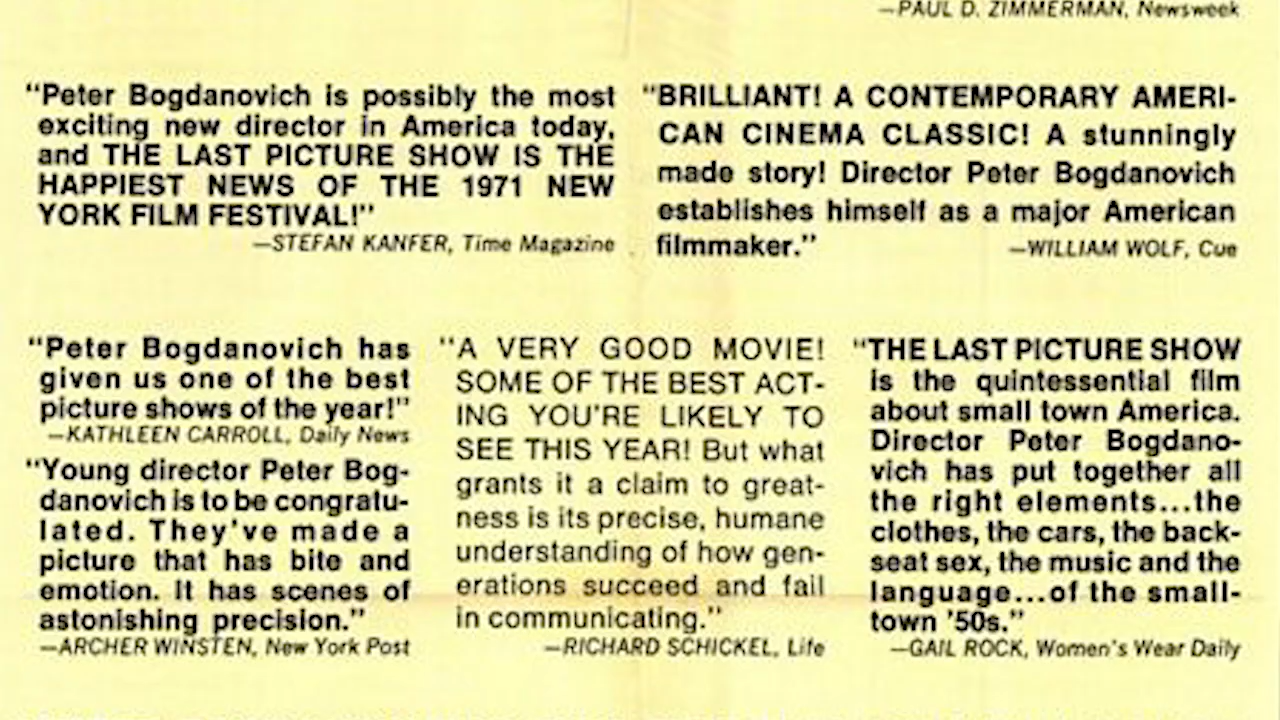 —PAUL D. ZIMMERMAN, Newsweek
“Peter Bogdanovich is possibly the most
exciting new director in America today,
and THE LAST PICTURE SHOW IS THE
HAPPIEST NEWS OF THE 1971 NEW
YORK FILM FESTIVAL!”
—STEFAN KANFER, Time Magazine
“BRILLIANT! A CONTEMPORARY AMERI-
CAN CINEMA CLASSIC! A stunningly
made story! Director Peter Bogdanovich
establishes himself as a major American
filmmaker.” —WILLIAM WOLF, Cue
“Peter Bogdanovich has
given us one of the best
picture shows of the year!”
—KATHLEEN CARROLL, Daily News
“Young director Peter Bog-
danovich is to be congratu-
lated. They’ve made a
picture that has bite and
emotion. It has scenes of
astonishing precision.”
—ARCHER WINSTEN, New York Post
“A VERY GOOD MOVIE!
SOME OF THE BEST ACT-
ING YOU’RE LIKELY TO
SEE THIS YEAR! But what
grants it a claim to great-
ness is its precise, humane
understanding of how gen-
erations succeed and fail
in communicating.”
—RICHARD SCHICKEL, Life
“THE LAST PICTURE SHOW
is the quintessential film
about small town America.
Director Peter Bogdano-
vich has put together all
the right elements...the
clothes, the cars, the back-
seat sex, the music and the
language...of the small-
town ’50s.”
—GAIL ROCK, Women’s Wear Daily